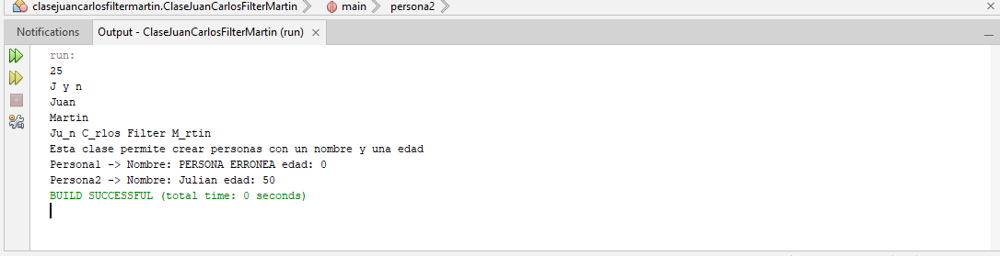 clasejuancarlosfiltermartin.ClaseJuanCarlosFilterMartin main persona2
Notifications Output - ClaseJuanCarlosFilterMartin (run)
run:
25
J y n
Juan
Martin
Ju_n C_rlos Filter M_rtin
Esta clase permite crear personas con un nombre y una edad
Persona1 -> Nombre: PERSONA ERRONEA edad: 0
Persona2 -> Nombre: Julian edad: 50
BUILD SUCCESSFUL (total time: 0 seconds)